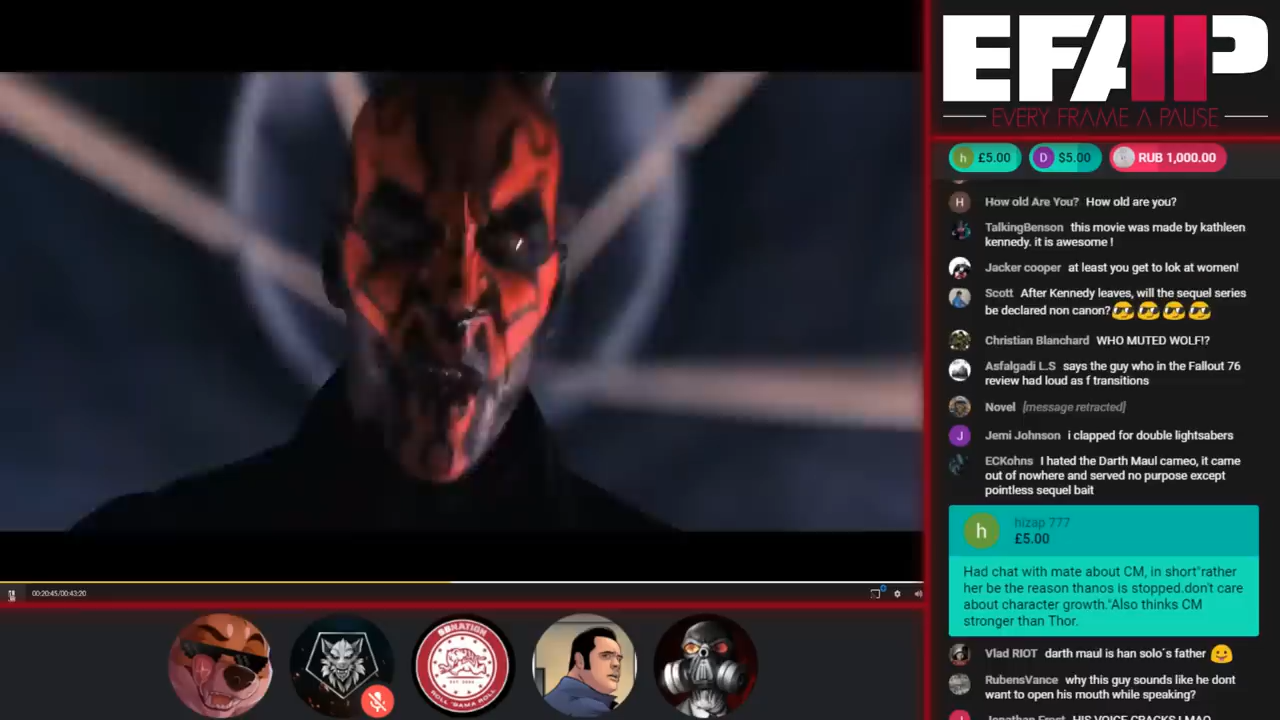 EFAP
EVERY FRAME A PAUSE
h £5.00 D $5.00 RUB 1,000.00
H How old Are You? How old are you?
TalkingBenson this movie was made by kathleen
kennedy. it is awesome !
Jacker cooper at least you get to lok at women!
Scott After Kennedy leaves, will the sequel series
be declared non canon?
Christian Blanchard WHO MUTED WOLF!?
Asfalgadi L.S says the guy who in the Fallout 76
review had loud as f transitions
Novel [message retracted]
J Jemi Johnson i clapped for double lightsabers
ECKohns I hated the Darth Maul cameo, it came
out of nowhere and served no purpose except
pointless sequel bait
h hizap 777
£5.00
Had chat with mate about CM, in short"rather
her be the reason thanos is stopped.don't care
about character growth."Also thinks CM
stronger than Thor.
Vlad RIOT darth maul is han solo´s father
RubensVance why this guy sounds like he dont
want to open his mouth while speaking?
Jonathan Frost HIS VOICE CRACKS LMAO
00:20:45/00:43:20
BBNATION
ROLL 'DAMA ROLL